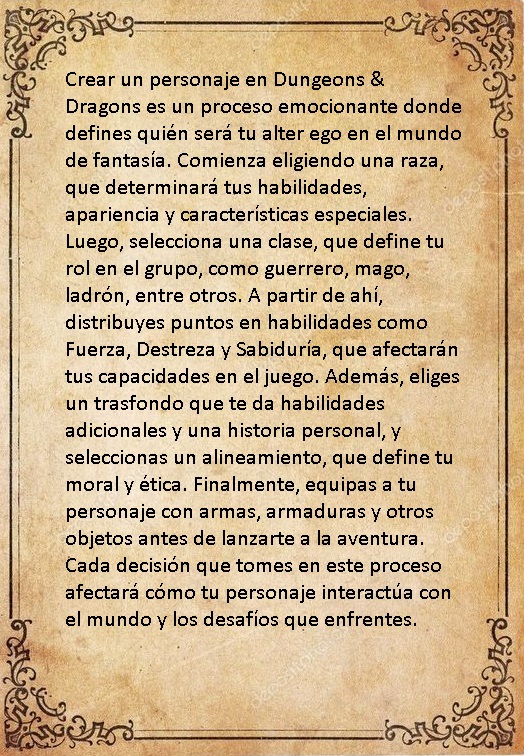 Crear un personaje en Dungeons &
Dragons es un proceso emocionante donde
defines quién será tu alter ego en el mundo
de fantasía. Comienza eligiendo una raza,
que determinará tus habilidades,
apariencia y características especiales.
Luego, selecciona una clase, que define tu
rol en el grupo, como guerrero, mago,
ladrón, entre otros. A partir de ahí,
distribuyes puntos en habilidades como
Fuerza, Destreza y Sabiduría, que afectarán
tus capacidades en el juego. Además, eliges
un trasfondo que te da habilidades
adicionales y una historia personal, y
seleccionas un alineamiento, que define tu
moral y ética. Finalmente, equipas a tu
personaje con armas, armaduras y otros
objetos antes de lanzarte a la aventura.
Cada decisión que tomes en este proceso
afectará cómo tu personaje interactúa con
el mundo y los desafíos que enfrentes.